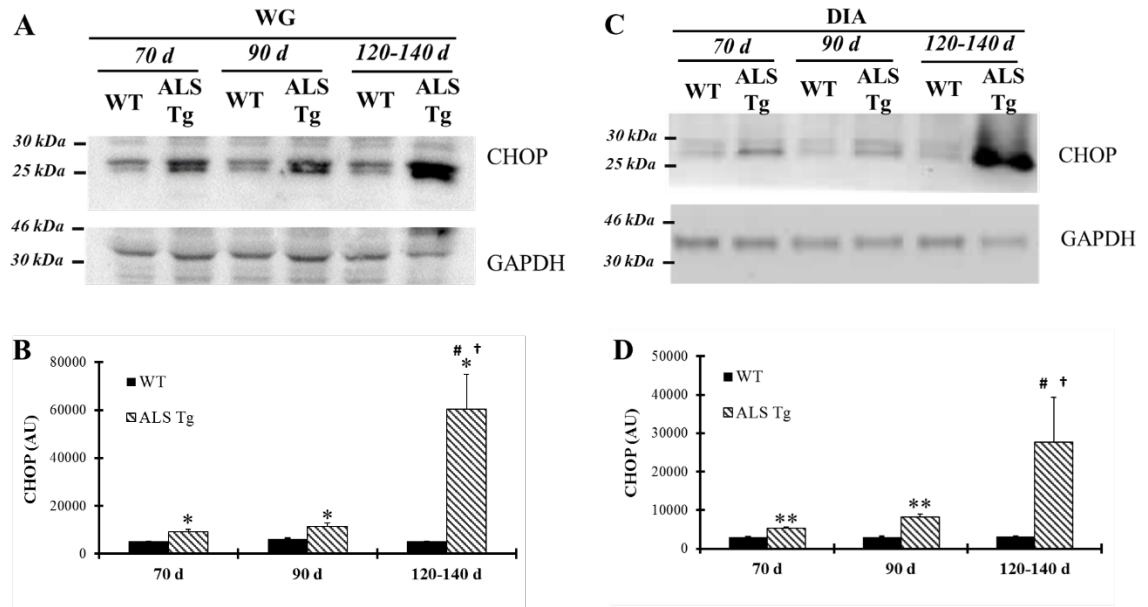 A
WG
70 d
90 d
120-140 d
WT
ALS
Tg
WT
ALS
Tg
WT
ALS
Tg
30 kDa
25 kDa
CHOP
46 kDa
30 kDa
GAPDH
C
DIA
70 d
90 d
120-140 d
WT
ALS
Tg
WT
ALS
Tg
WT
ALS
Tg
30 kDa
25 kDa
CHOP
46 kDa
30 kDa
GAPDH
B
CHOP (AU)
80000
60000
40000
20000
0
WT
ALS Tg
*
*
# †
*
70 d
90 d
120-140 d
D
CHOP (AU)
50000
40000
30000
20000
10000
0
WT
ALS Tg
**
**
# †
70 d
90 d
120-140 d